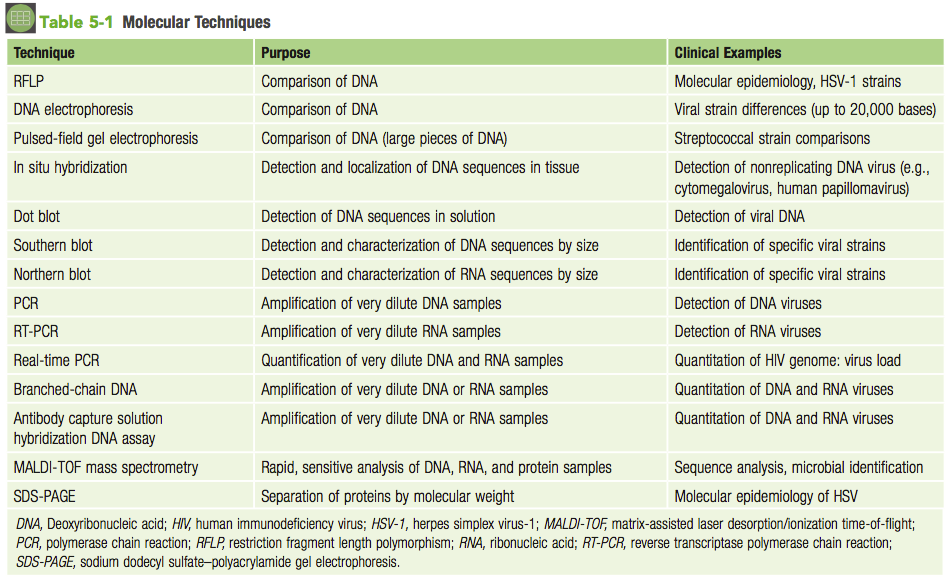 Table 5-1 Molecular Techniques
Technique Purpose Clinical Examples
RFLP Comparison of DNA Molecular epidemiology, HSV-1 strains
DNA electrophoresis Comparison of DNA Viral strain differences (up to 20,000 bases)
Pulsed-field gel electrophoresis Comparison of DNA (large pieces of DNA) Streptococcal strain comparisons
In situ hybridization Detection and localization of DNA sequences in tissue Detection of nonreplicating DNA virus (e.g.,
cytomegalovirus, human papillomavirus)
Dot blot Detection of DNA sequences in solution Detection of viral DNA
Southern blot Detection and characterization of DNA sequences by size Identification of specific viral strains
Northern blot Detection and characterization of RNA sequences by size Identification of specific viral strains
PCR Amplification of very dilute DNA samples Detection of DNA viruses
RT-PCR Amplification of very dilute RNA samples Detection of RNA viruses
Real-time PCR Quantification of very dilute DNA and RNA samples Quantitation of HIV genome: virus load
Branched-chain DNA Amplification of very dilute DNA or RNA samples Quantitation of DNA and RNA viruses
Antibody capture solution Amplification of very dilute DNA or RNA samples Quantitation of DNA and RNA viruses
hybridization DNA assay
MALDI-TOF mass spectrometry Rapid, sensitive analysis of DNA, RNA, and protein samples Sequence analysis, microbial identification
SDS-PAGE Separation of proteins by molecular weight Molecular epidemiology of HSV
DNA, Deoxyribonucleic acid; HIV, human immunodeficiency virus; HSV-1, herpes simplex virus-1; MALDI-TOF, matrix-assisted laser desorption/ionization time-of-flight;
PCR, polymerase chain reaction; RFLP, restriction fragment length polymorphism; RNA, ribonucleic acid; RT-PCR, reverse transcriptase polymerase chain reaction;
SDS-PAGE, sodium dodecyl sulfate–polyacrylamide gel electrophoresis.